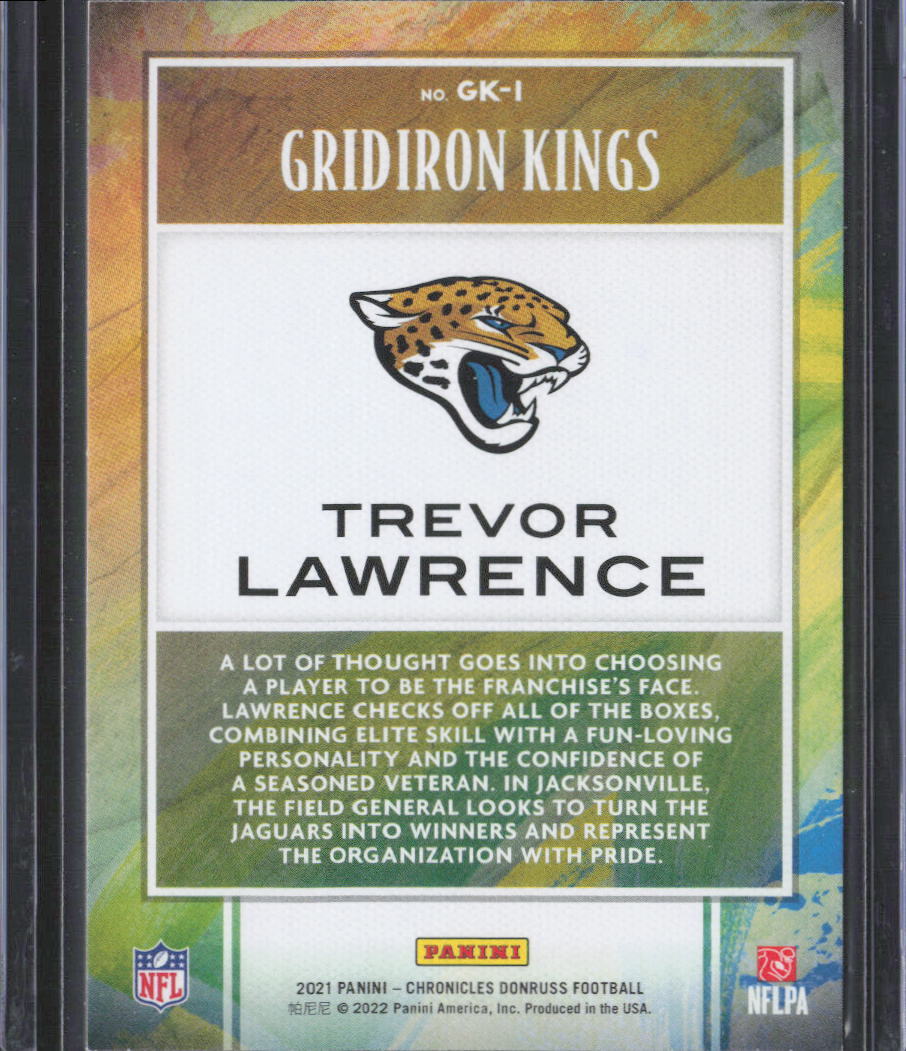 NO. GK-1
GRIDIRON KINGS
TREVOR
LAWRENCE
A LOT OF THOUGHT GOES INTO CHOOSING
A PLAYER TO BE THE FRANCHISE'S FACE.
LAWRENCE CHECKS OFF ALL OF THE BOXES,
COMBINING ELITE SKILL WITH A FUN-LOVING
PERSONALITY AND THE CONFIDENCE OF
A SEASONED VETERAN. IN JACKSONVILLE,
THE FIELD GENERAL LOOKS TO TURN THE
JAGUARS INTO WINNERS AND REPRESENT
THE ORGANIZATION WITH PRIDE.
PANINI
NFL
2021 PANINI – CHRONICLES DONRUSS FOOTBALL
帕尼尼 © 2022 Panini America, Inc. Produced in the USA.
NFLPA